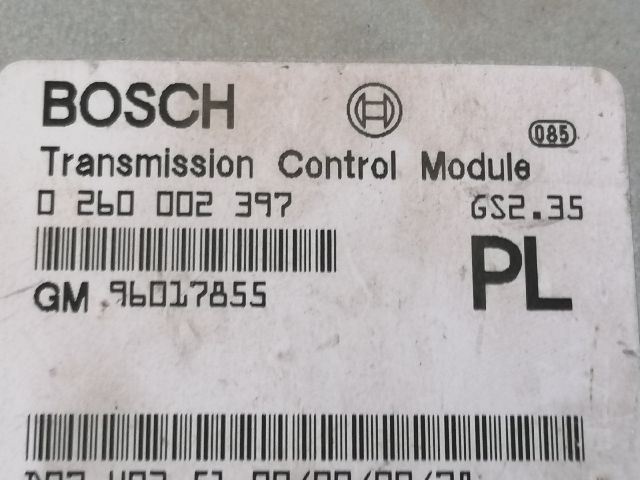 BOSCH
085
Transmission Control Module
0 260 002 397 GS2.35
GM 96017855 PL